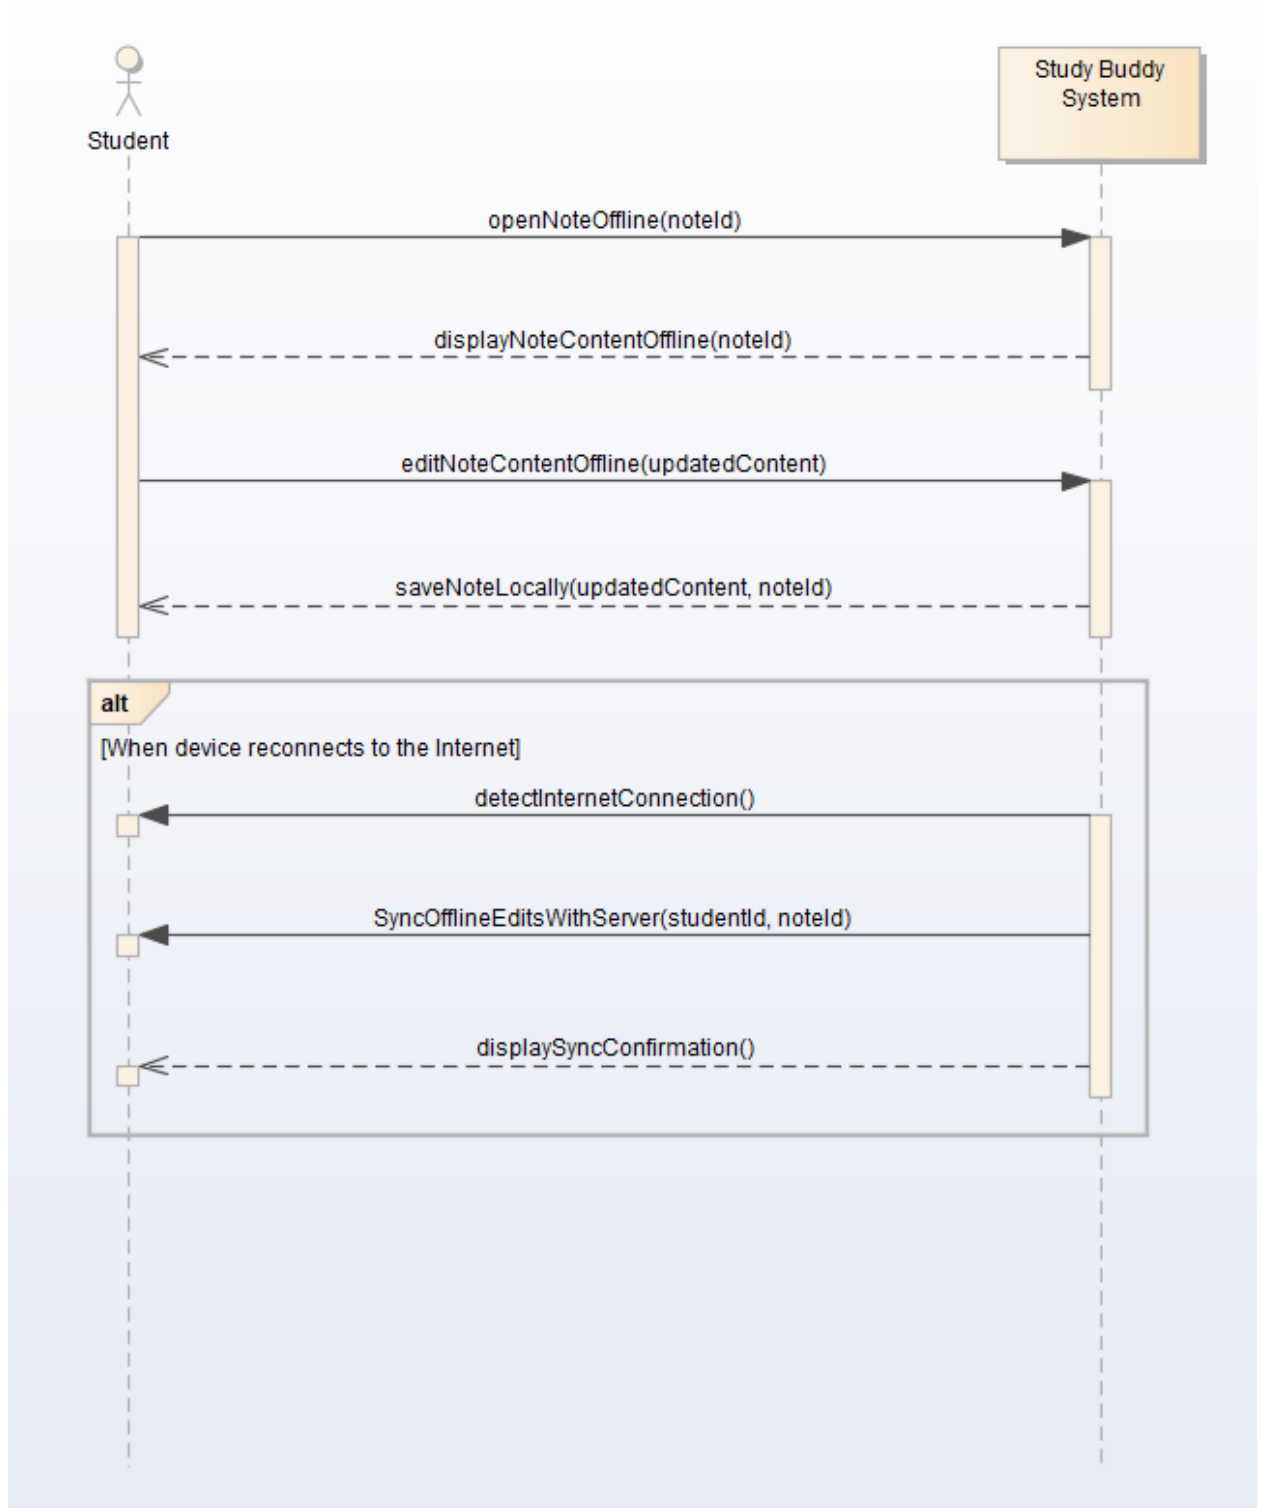 Study Buddy
System
Student
openNoteOffline(noteId)
displayNoteContentOffline(noteId)
editNoteContentOffline(updatedContent)
saveNoteLocally(updatedContent, noteId)
alt
[When device reconnects to the Internet]
detectInternetConnection()
SyncOfflineEditsWithServer(studentId, noteId)
displaySyncConfirmation()